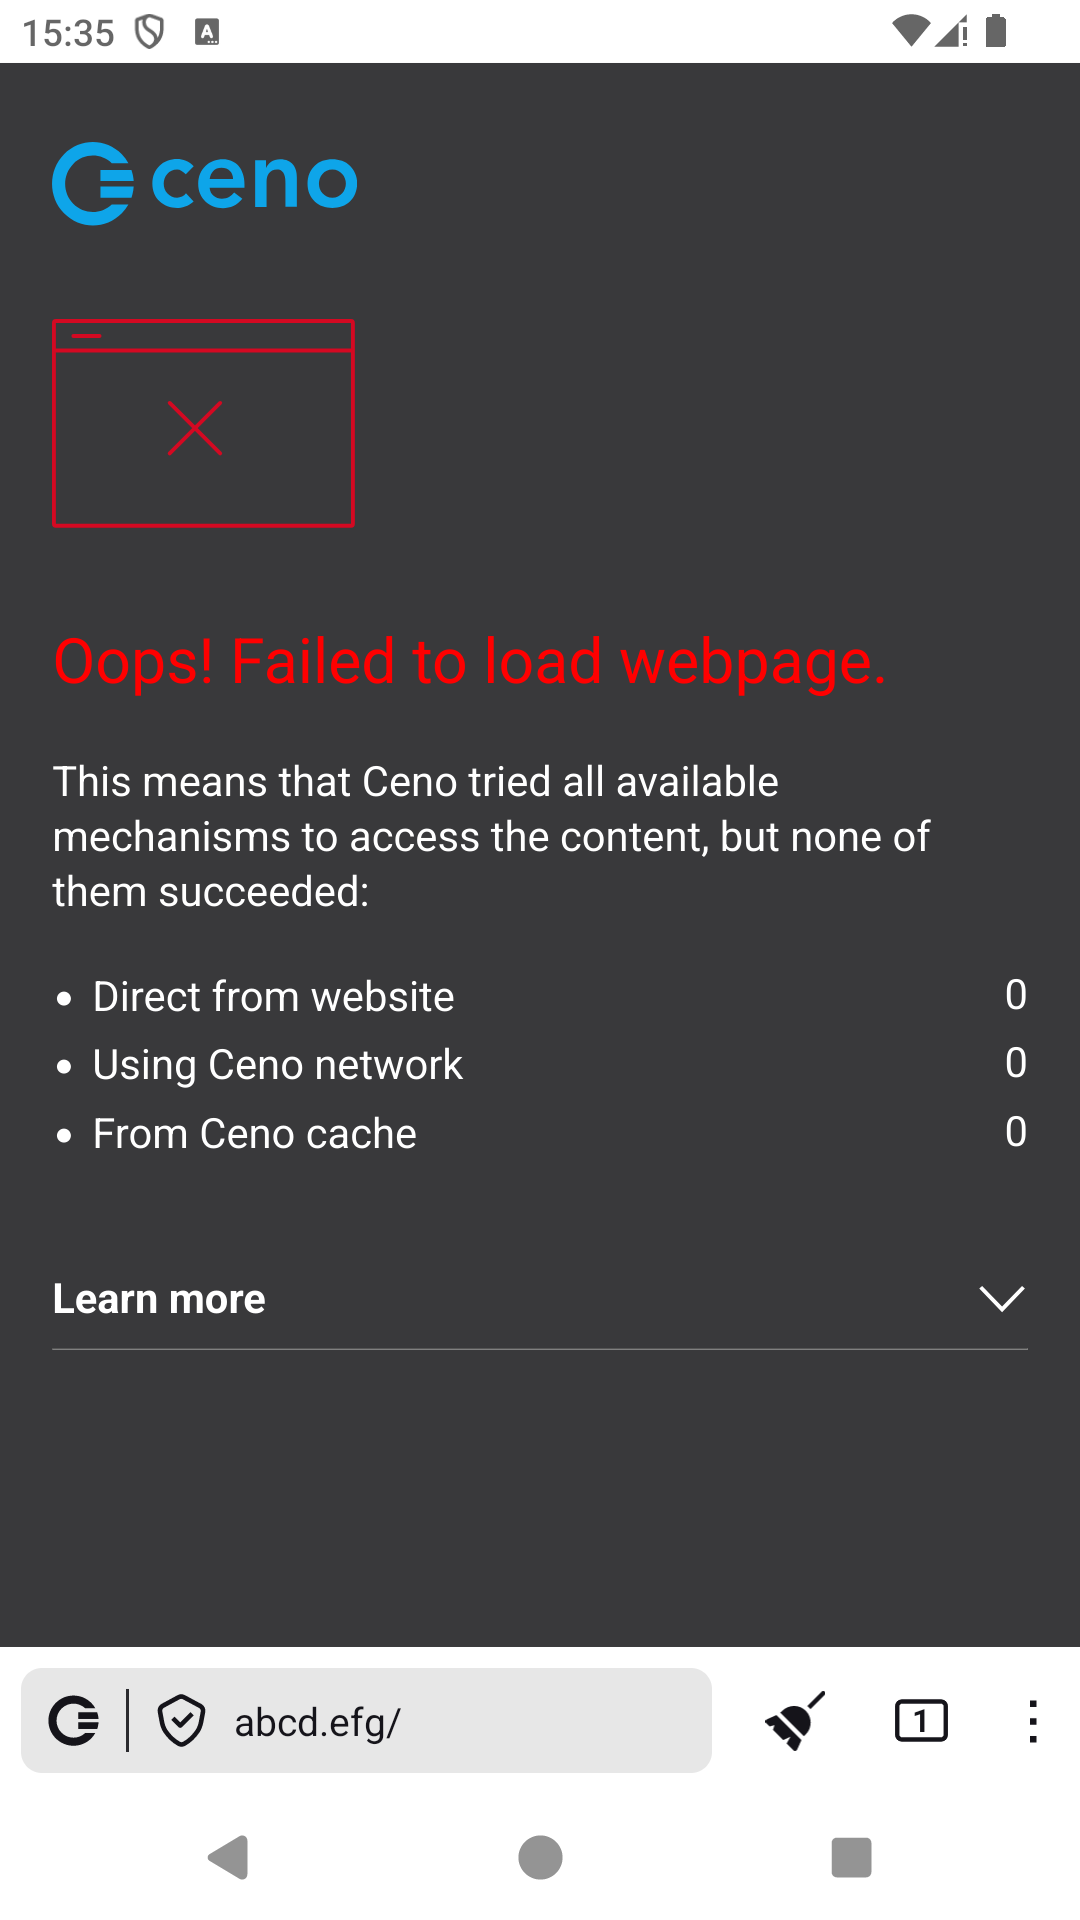 15:35
A
ceno
Oops! Failed to load webpage.
This means that Ceno tried all available
mechanisms to access the content, but none of
them succeeded:
• Direct from website 0
• Using Ceno network 0
• From Ceno cache 0
Learn more
abcd.efg/ 1